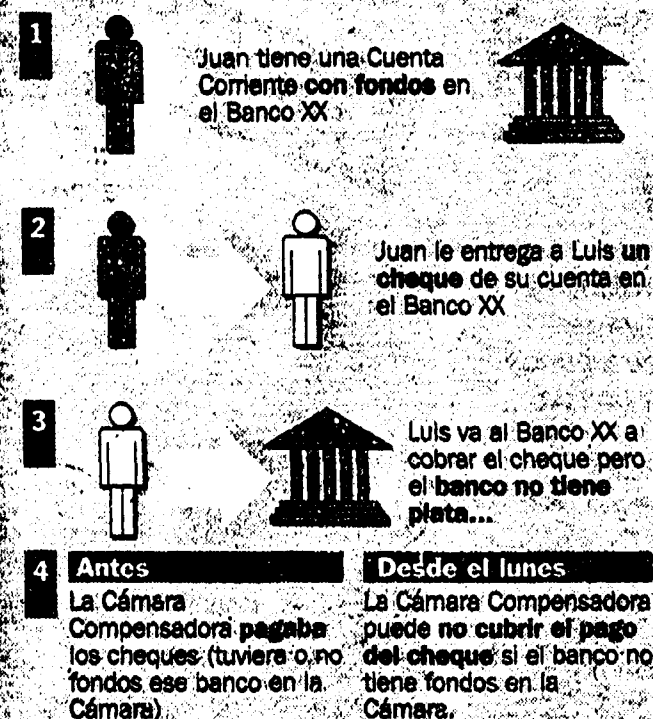 1
Juan tiene una Cuenta
Corriente con fondos en
el Banco XX
2
Juan le entrega a Luis un
cheque de su cuenta en
el Banco XX
3
Luis va al Banco XX a
cobrar el cheque pero
el banco no tiene
plata...
4
Antes
La Cámara
Compensadora pagaba
los cheques (tuviera o no
fondos ese banco en la
Cámara)
Desde el lunes
La Cámara Compensadora
puede no cubrir el pago
del cheque si el banco no
tiene fondos en la
Cámara.